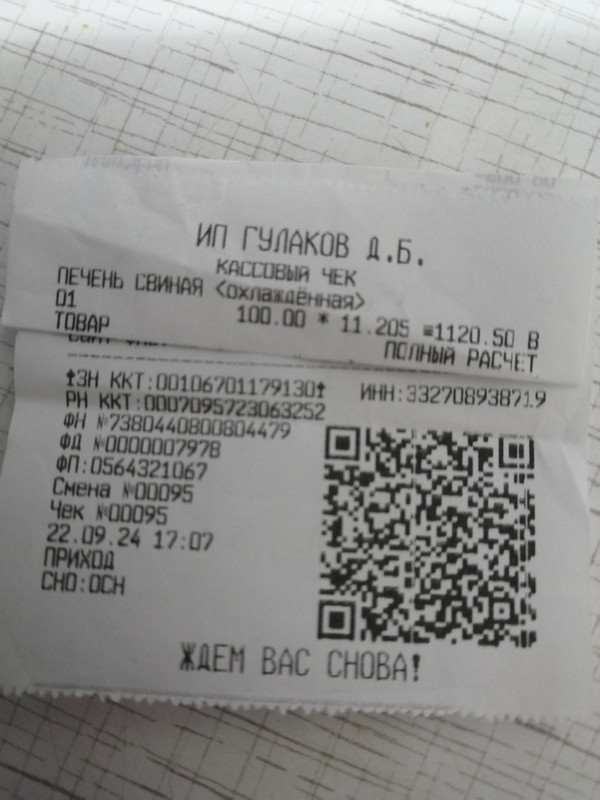 ИП ГУЛАКОВ Д.Б.
КАССОВЫЙ ЧЕК
ПЕЧЕНЬ СВИНАЯ <охлаждённая>
01 100.00 * 11.205 =1120.50 В
ТОВАР ПОЛНЫЙ РАСЧЕТ
ЗН ККТ:00106701179130 ИНН:332708938719
РН ККТ:0007095723063252
ФН №7380440800804479
ФД №0000007978
ФП:0564321067
Смена №00095
Чек №00095
22.09.24 17:07
ПРИХОД
СНО:ОСН
ЖДЕМ ВАС СНОВА!